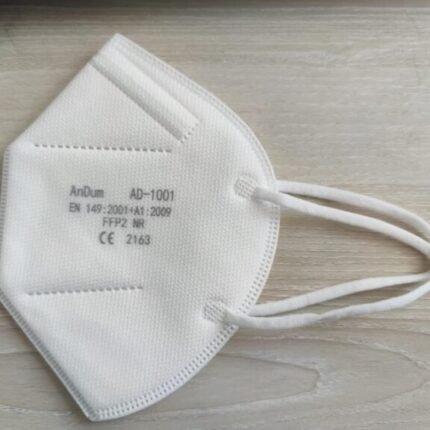 AnDum AD-1001
EN 149:2001+A1:2009
FFP2 NR
CE 2163